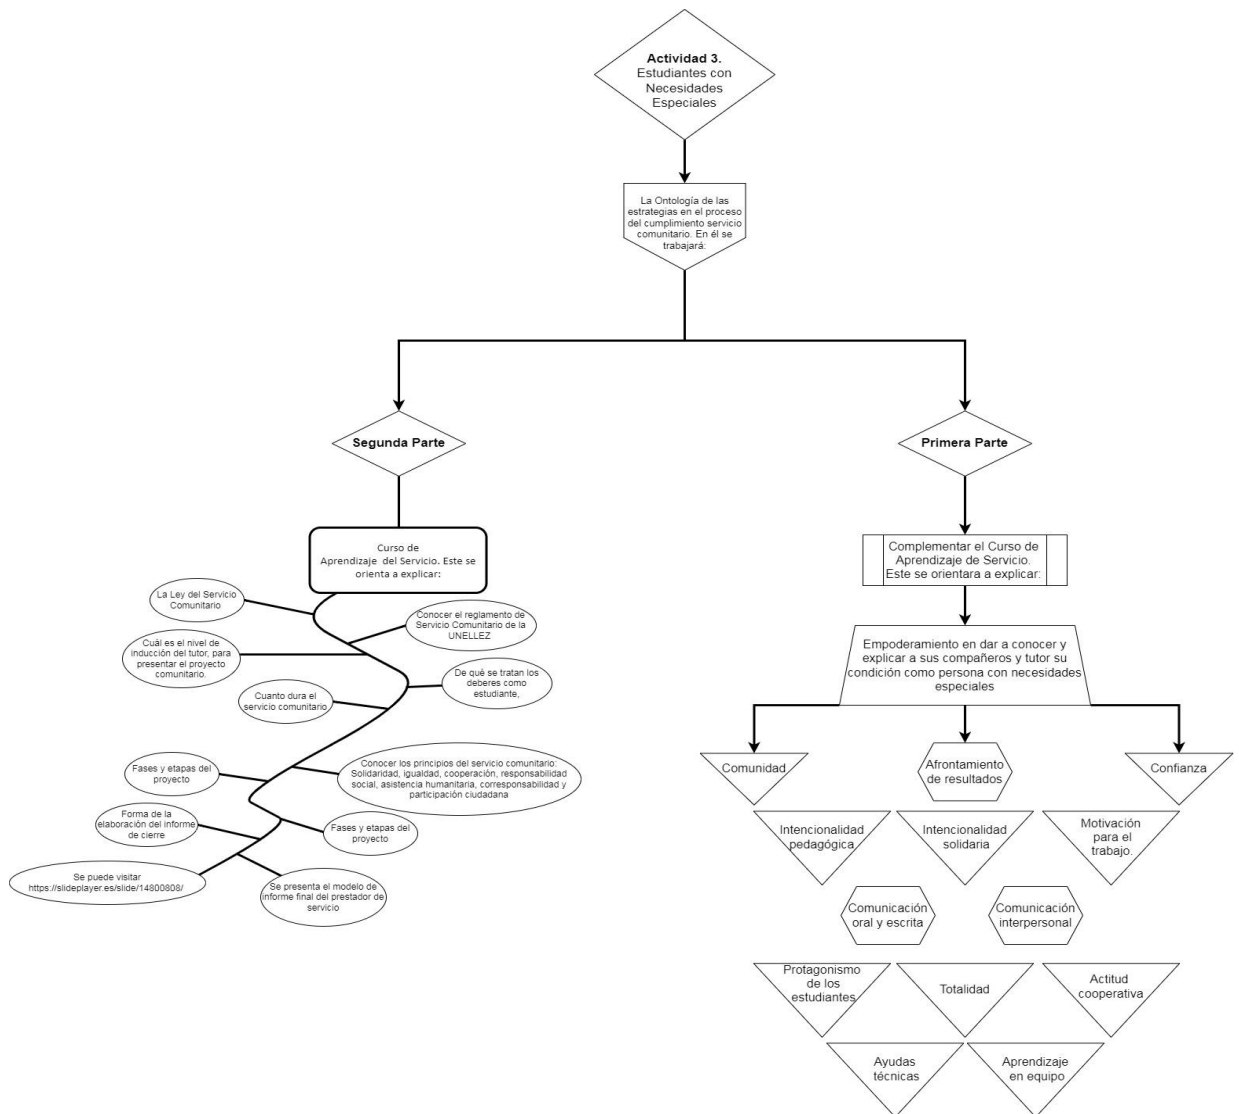 Actividad 3.
Estudiantes con
Necesidades
Especiales
La Ontología de las
estrategias en el proceso
del cumplimiento servicio
comunitario. En él se
trabajará:
Segunda Parte
Curso de
Aprendizaje del Servicio. Este se
orienta a explicar:
La Ley del Servicio
Comunitario
Conocer el reglamento de
Servicio Comunitario de la
UNELLEZ
Cuál es el nivel de
inducción del tutor, para
presentar el proyecto
comunitario.
De qué se tratan los
deberes como
estudiante,
Cuanto dura el
servicio comunitario
Conocer los principios del servicio comunitario:
Solidaridad, igualdad, cooperación, responsabilidad
social, asistencia humanitaria, corresponsabilidad y
participación ciudadana
Fases y etapas del
proyecto
Forma de la
elaboración del informe
de cierre
Fases y etapas del
proyecto
Se puede visitar
https://slideplayer.es/slide/14800808/
Se presenta el modelo de
informe final del prestador de
servicio
Primera Parte
Complementar el Curso de
Aprendizaje de Servicio.
Este se orientara a explicar:
Empoderamiento en dar a conocer y
explicar a sus compañeros y tutor su
condición como persona con necesidades
especiales
Comunidad
Afrontamiento
de resultados
Confianza
Intencionalidad
pedagógica
Intencionalidad
solidaria
Motivación
para el
trabajo.
Comunicación
oral y escrita
Comunicación
interpersonal
Protagonismo
de los
estudiantes
Totalidad
Actitud
cooperativa
Ayudas
técnicas
Aprendizaje
en equipo